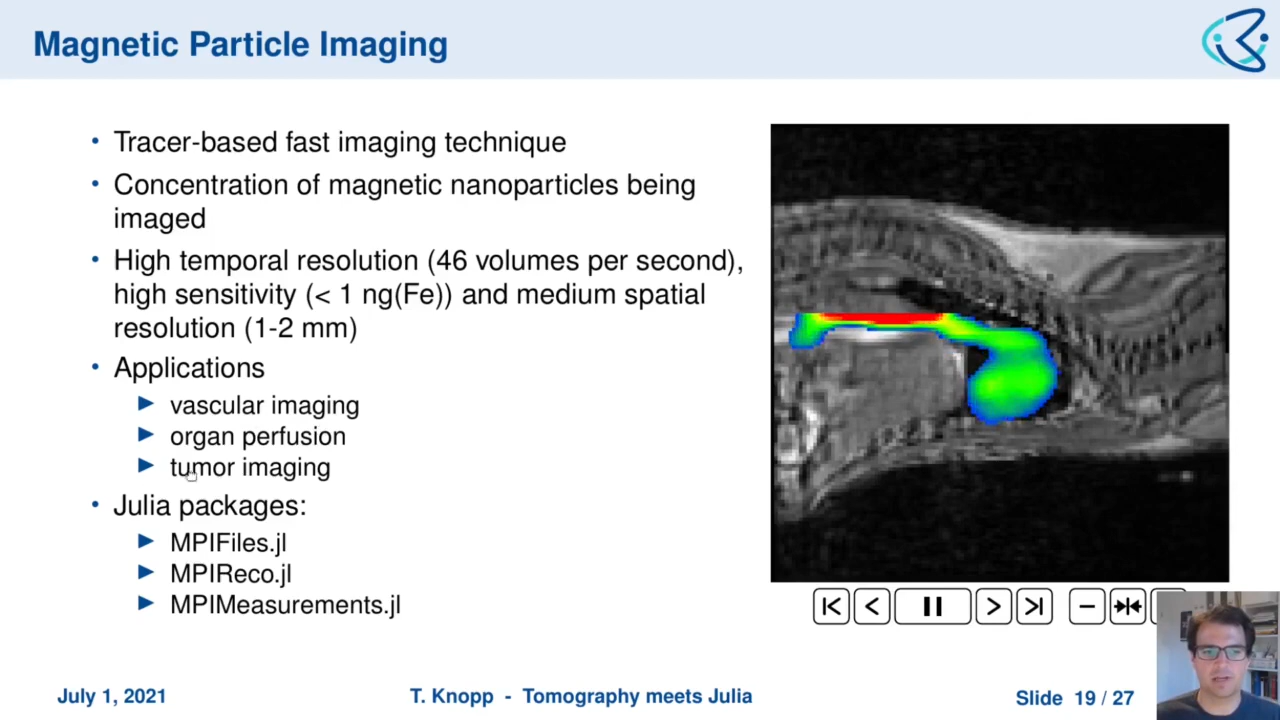 Magnetic Particle Imaging
• Tracer-based fast imaging technique
• Concentration of magnetic nanoparticles being
imaged
• High temporal resolution (46 volumes per second),
high sensitivity (< 1 ng(Fe)) and medium spatial
resolution (1-2 mm)
• Applications
▶ vascular imaging
▶ organ perfusion
▶ tumor imaging
• Julia packages:
▶ MPIFiles.jl
▶ MPIReco.jl
▶ MPIMeasurements.jl
July 1, 2021
T. Knopp - Tomography meets Julia
Slide 19 / 27